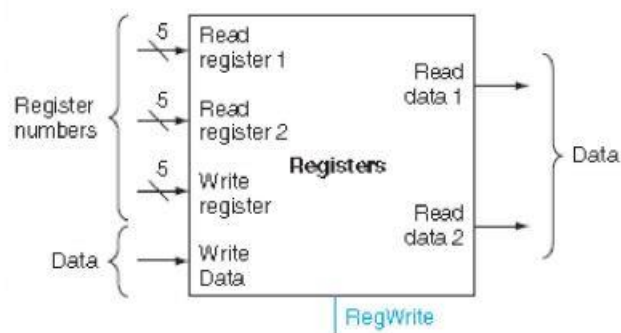 5
Read
register 1
5
Read
register 2
5
Write
register
Write
Data
Register
numbers
Data
Registers
Read
data 1
Read
data 2
Data
RegWrite